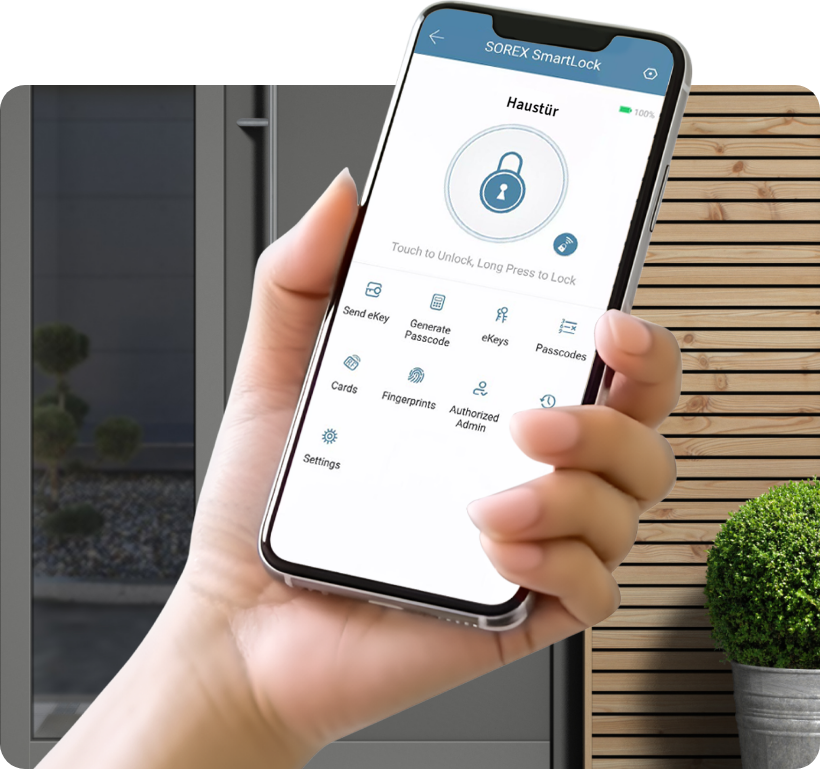 SOREX SmartLock
Haustür
100%
Touch to Unlock, Long Press to Lock
Send eKey
Generate
Passcode
eKeys
Passcodes
Cards
Fingerprints
Authorized
Admin
Settings